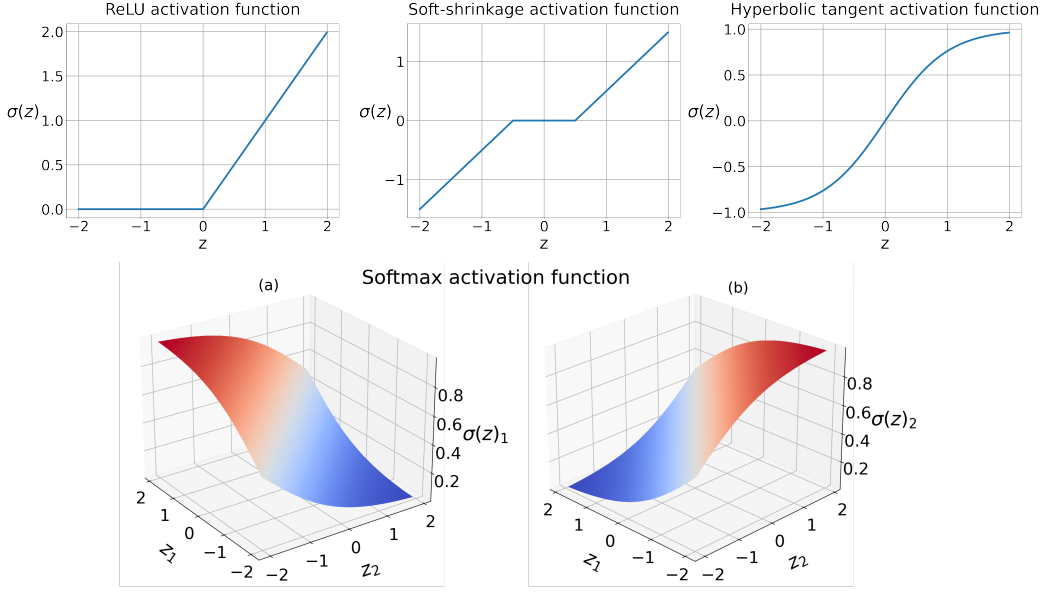 ReLU activation function
2.0
1.5
1.0
0.5
0.0
σ(z)
−2 −1 0 1 2
z
Soft-shrinkage activation function
1
0
−1
σ(z)
−2 −1 0 1 2
z
Hyperbolic tangent activation function
1.0
0.5
0.0
−0.5
−1.0
σ(z)
−2 −1 0 1 2
z
Softmax activation function
(a)
0.8
0.6
0.4
0.2
σ(z)₁
2 1 0 −1 −2
z₁
−2 −1 0 1 2
z₂
(b)
0.8
0.6
0.4
0.2
σ(z)₂
2 1 0 −1 −2
z₁
−2 −1 0 1 2
z₂